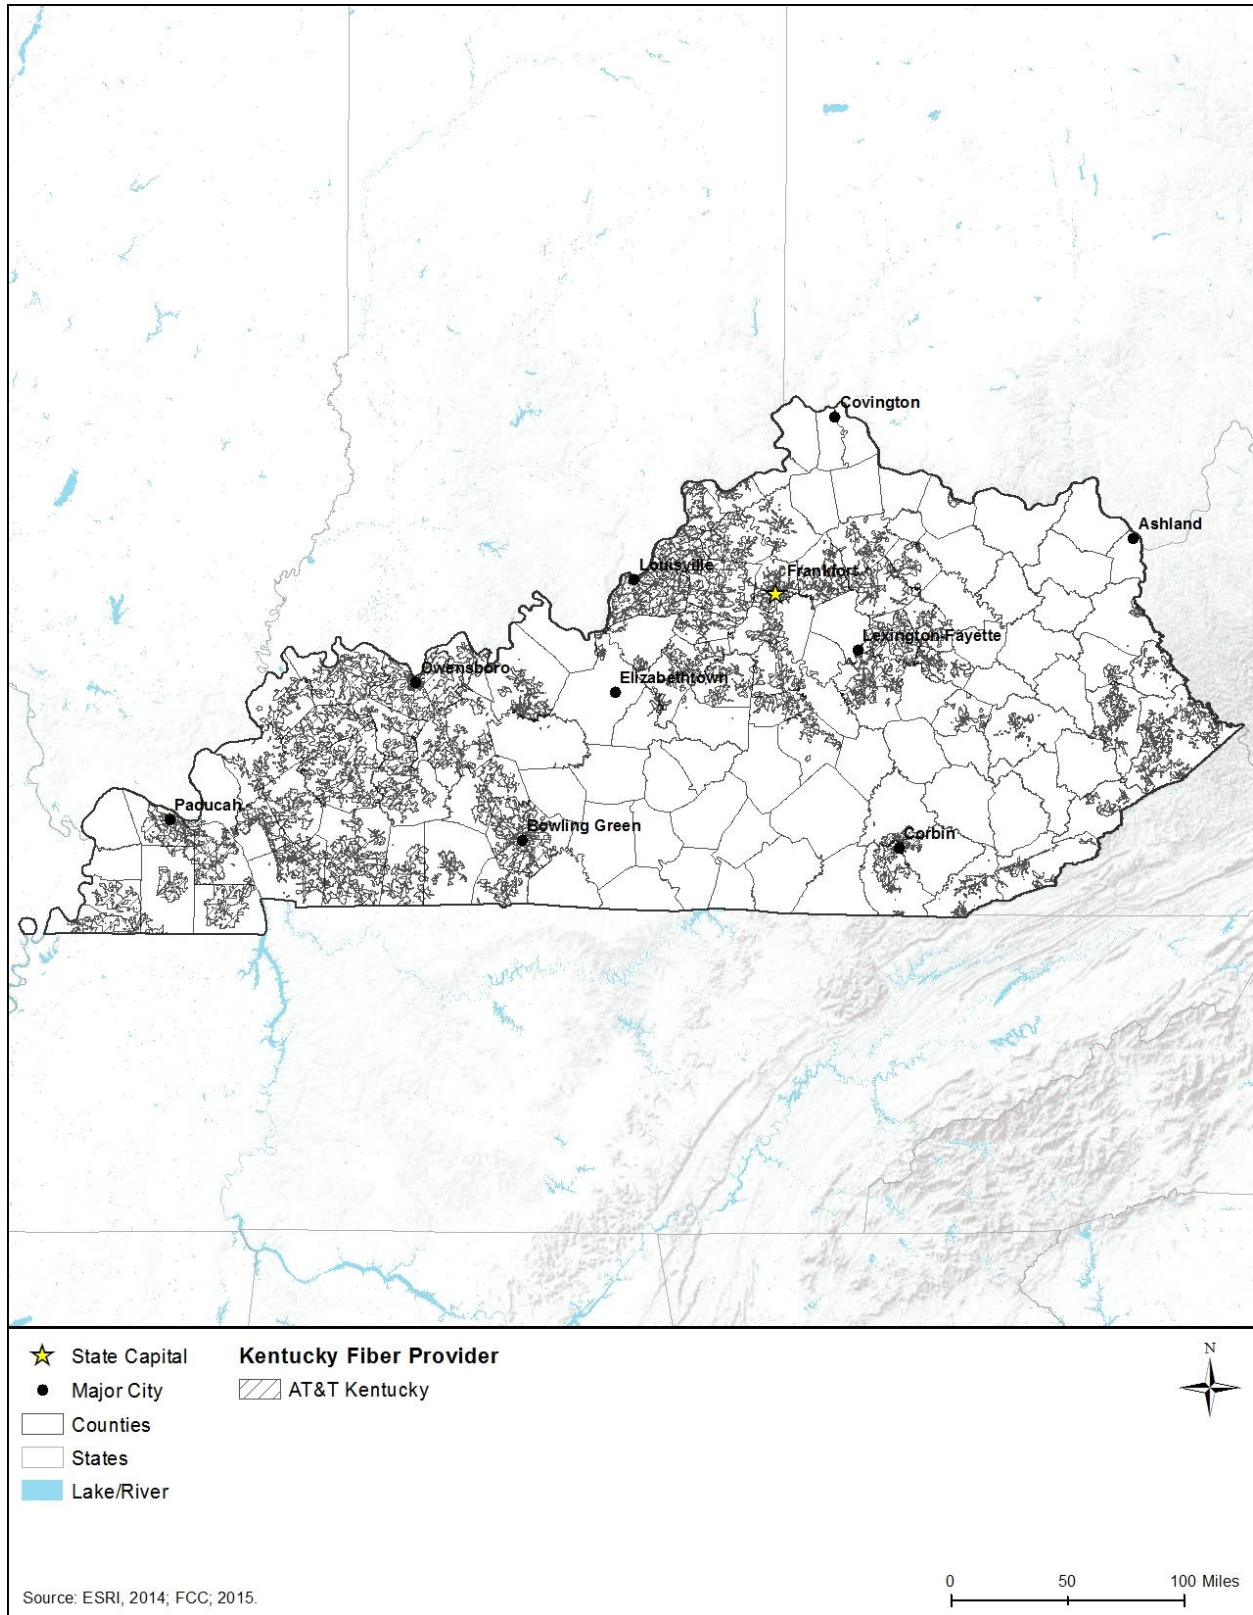 Covington
Ashland
Louisville
Frankfort
Lexington-Fayette
Owensboro
Elizabethtown
Paducah
Bowling Green
Corbin
State Capital
Major City
Counties
States
Lake/River
Kentucky Fiber Provider
AT&T Kentucky
N
Source: ESRI, 2014; FCC; 2015.
0 50 100 Miles